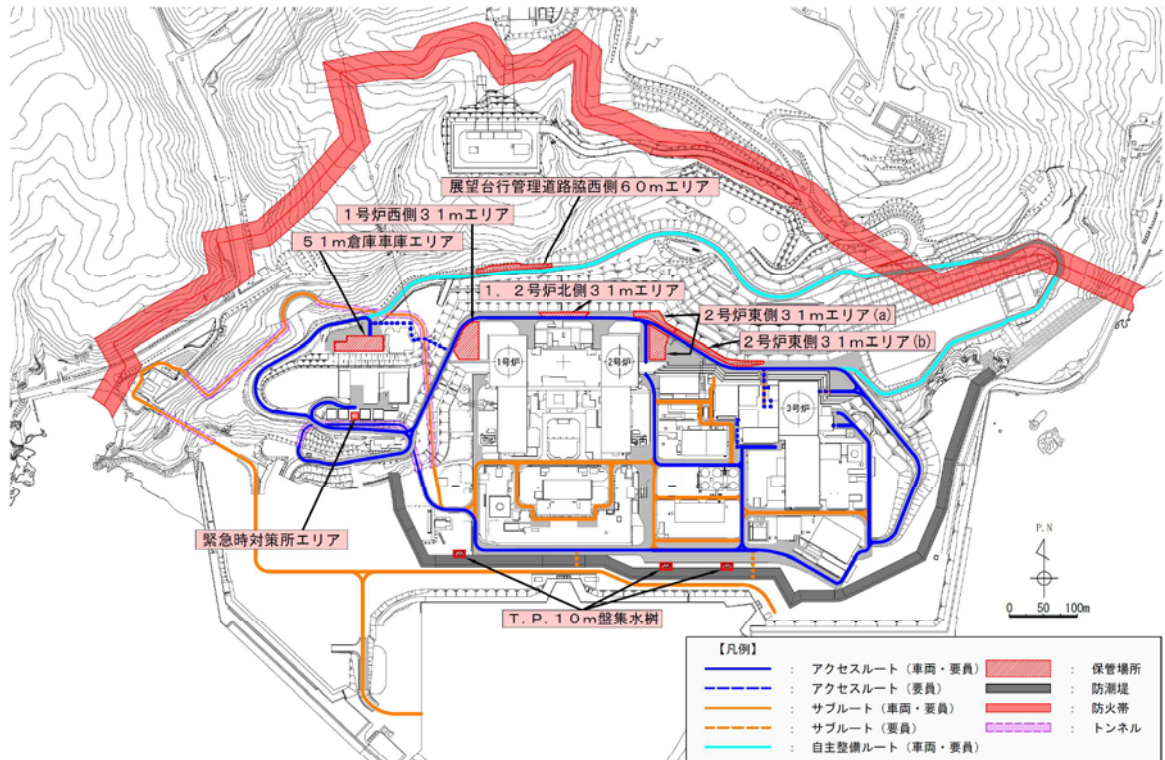 展望台行管理道路脇西側60mエリア
1号炉西側31mエリア
51m倉庫車庫エリア
1,2号炉北側31mエリア
2号炉東側31mエリア(a)
2号炉東側31mエリア(b)
1号炉
2号炉
3号炉
緊急時対策所エリア
T.P.10m盤集水桝
P.N
0 50 100m
【凡例】
: アクセスルート(車両・要員)
: アクセスルート(要員)
: サブルート(車両・要員)
: サブルート(要員)
: 自主整備ルート(車両・要員)
: 保管場所
: 防潮堤
: 防火帯
: トンネル